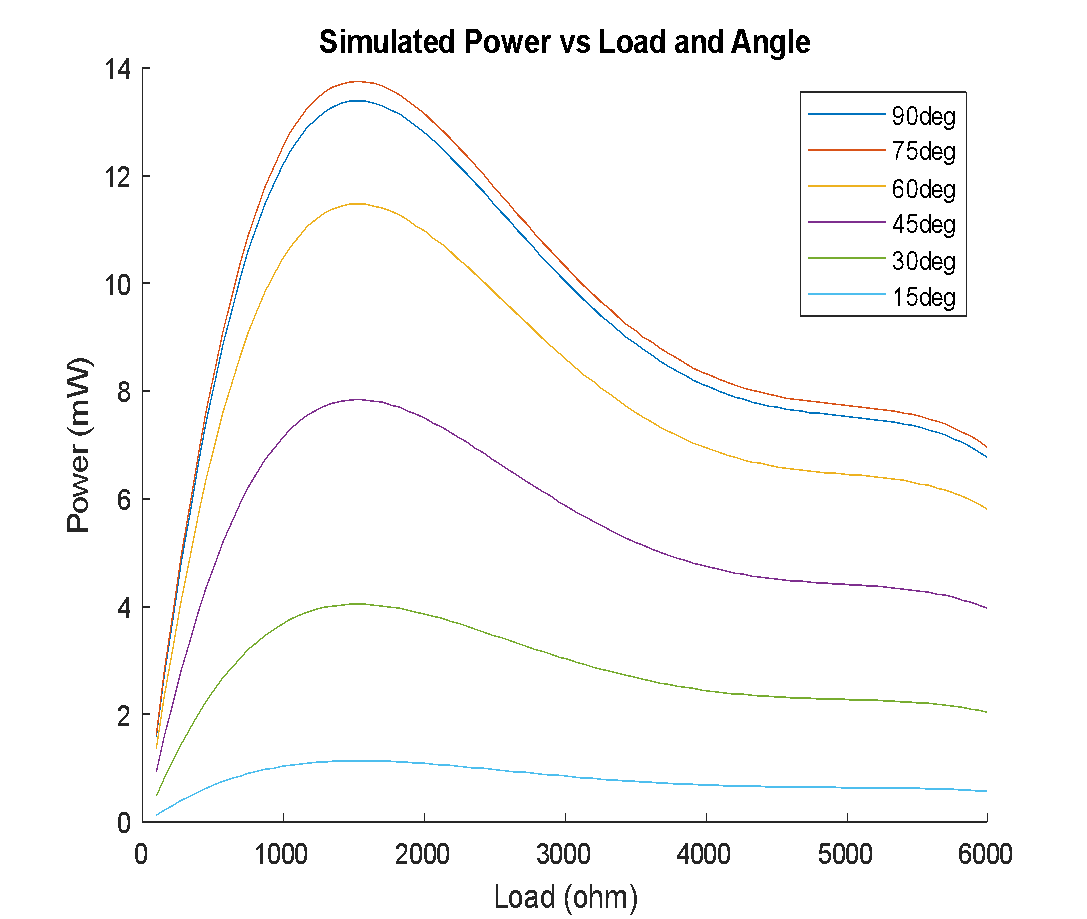 Simulated Power vs Load and Angle
14
12
10
8
6
4
2
0
Power (mW)
90deg
75deg
60deg
45deg
30deg
15deg
0 1000 2000 3000 4000 5000 6000
Load (ohm)